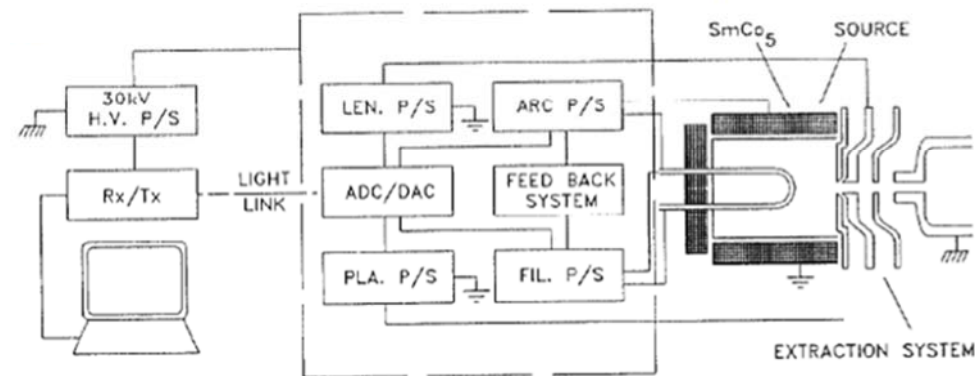 SmCo5
SOURCE
30kV
H.V. P/S
LEN. P/S
ARC P/S
Rx/Tx
LIGHT
LINK
ADC/DAC
FEED BACK
SYSTEM
PLA. P/S
FIL. P/S
EXTRACTION SYSTEM